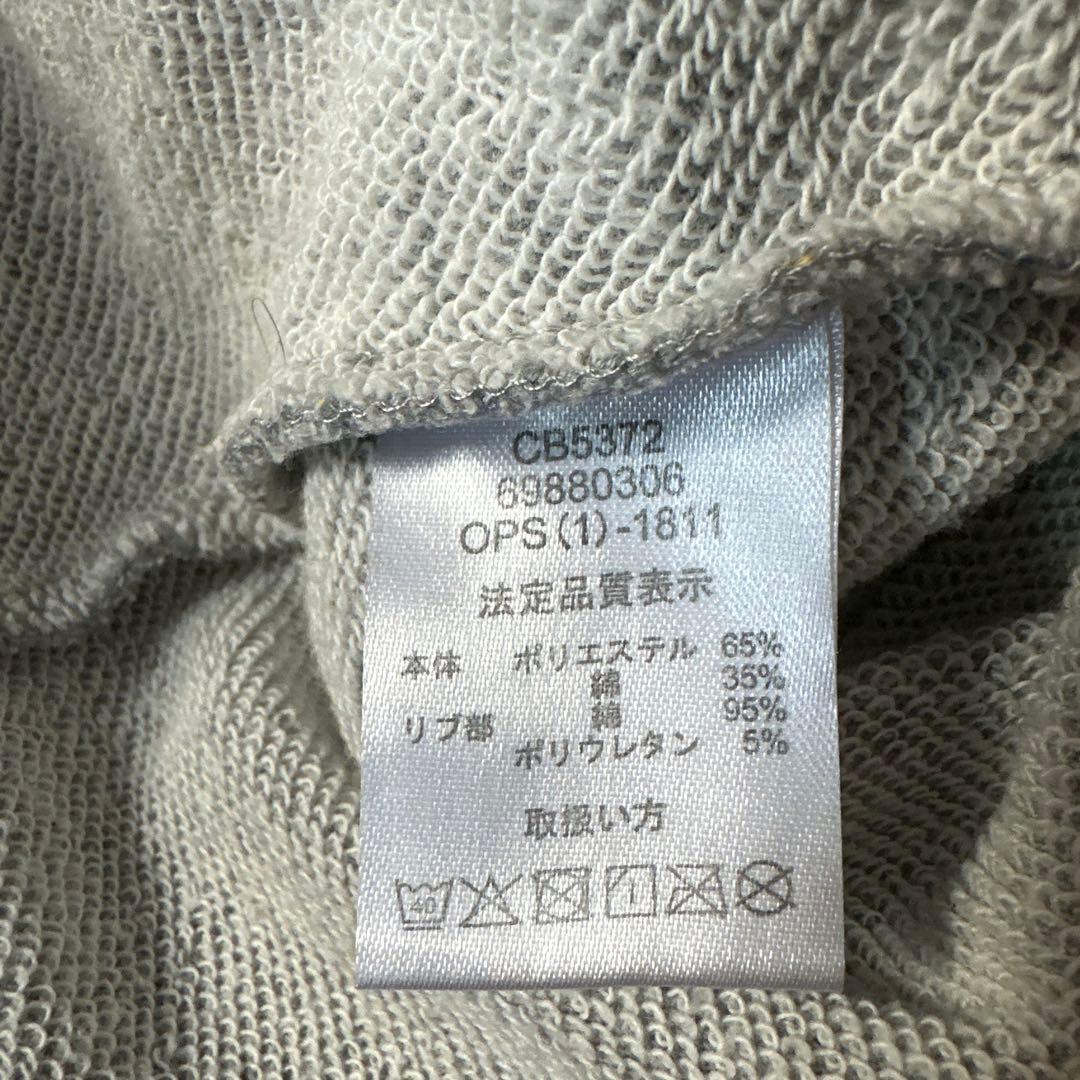 CB5372
69880306
OPS(1)-1811
法定品質表示
本体 ポリエステル 65%
綿 35%
リブ部 綿 95%
ポリウレタン 5%
取扱い方
40